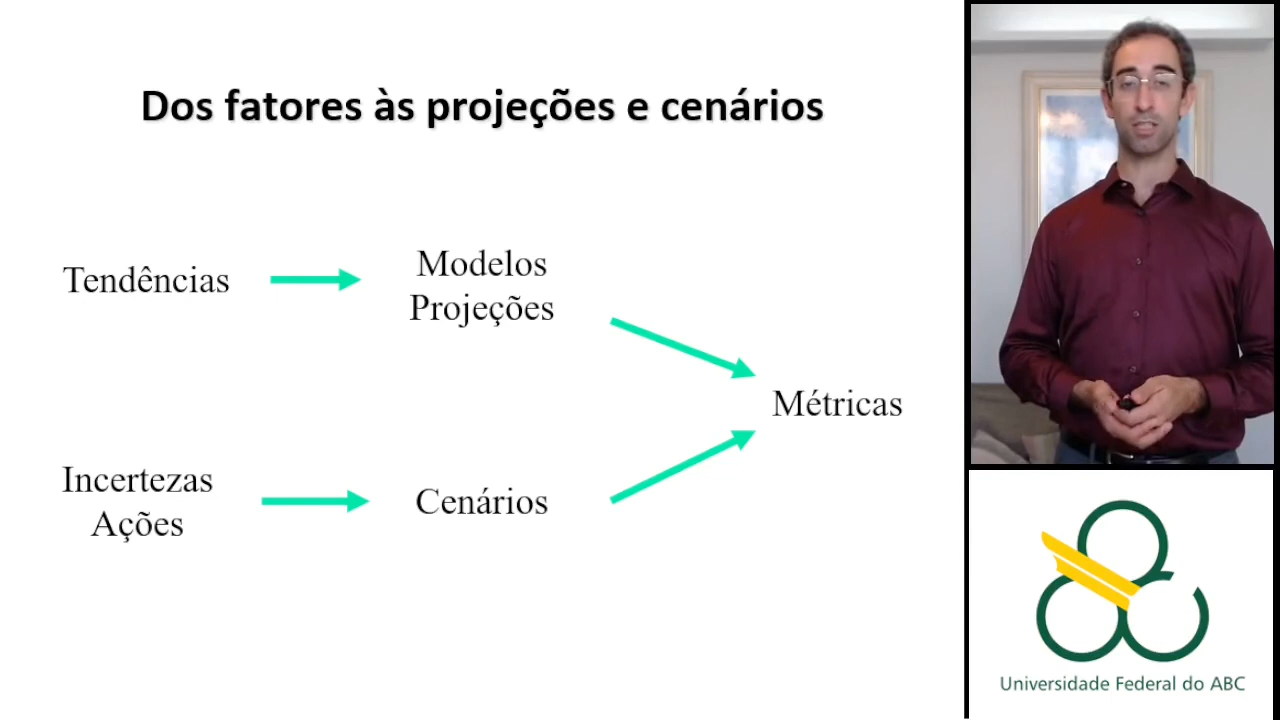 Dos fatores às projeções e cenários
Tendências
Modelos
Projeções
Métricas
Incertezas
Ações
Cenários
Universidade Federal do ABC